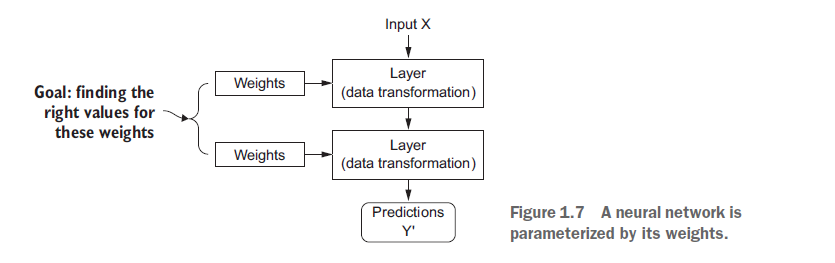 Input X
Layer
(data transformation)
Weights
Goal: finding the
right values for
these weights
Layer
(data transformation)
Weights
Predictions
Y'
Figure 1.7 A neural network is
parameterized by its weights.